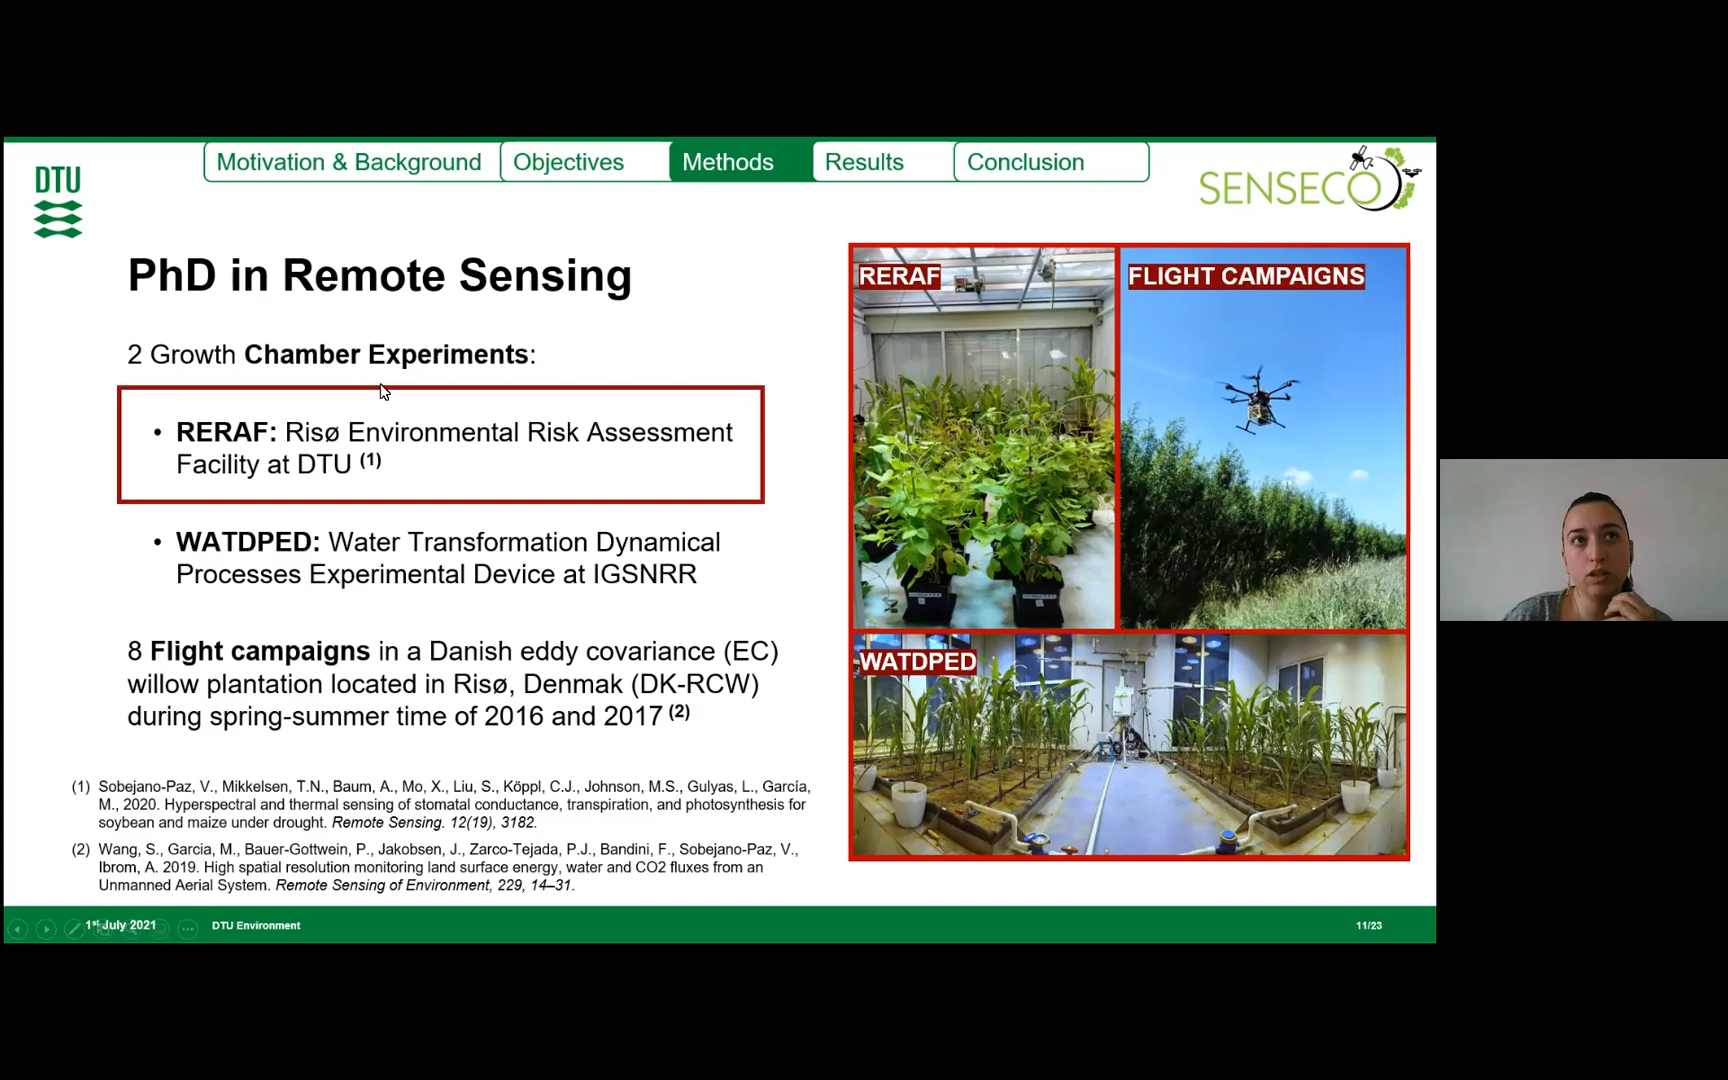 DTU
Motivation & Background
Objectives
Methods
Results
Conclusion
SENSECO
PhD in Remote Sensing
2 Growth Chamber Experiments:
• RERAF: Risø Environmental Risk Assessment
Facility at DTU (1)
• WATDPED: Water Transformation Dynamical
Processes Experimental Device at IGSNRR
8 Flight campaigns in a Danish eddy covariance (EC)
willow plantation located in Risø, Denmak (DK-RCW)
during spring-summer time of 2016 and 2017 (2)
RERAF
FLIGHT CAMPAIGNS
WATDPED
(1) Sobejano-Paz, V., Mikkelsen, T.N., Baum, A., Mo, X., Liu, S., Köppl, C.J., Johnson, M.S., Gulyas, L., García,
M., 2020. Hyperspectral and thermal sensing of stomatal conductance, transpiration, and photosynthesis for
soybean and maize under drought. Remote Sensing. 12(19), 3182.
(2) Wang, S., Garcia, M., Bauer-Gottwein, P., Jakobsen, J., Zarco-Tejada, P.J., Bandini, F., Sobejano-Paz, V.,
Ibrom, A. 2019. High spatial resolution monitoring land surface energy, water and CO2 fluxes from an
Unmanned Aerial System. Remote Sensing of Environment, 229, 14–31.
1st July 2021
DTU Environment
11/23